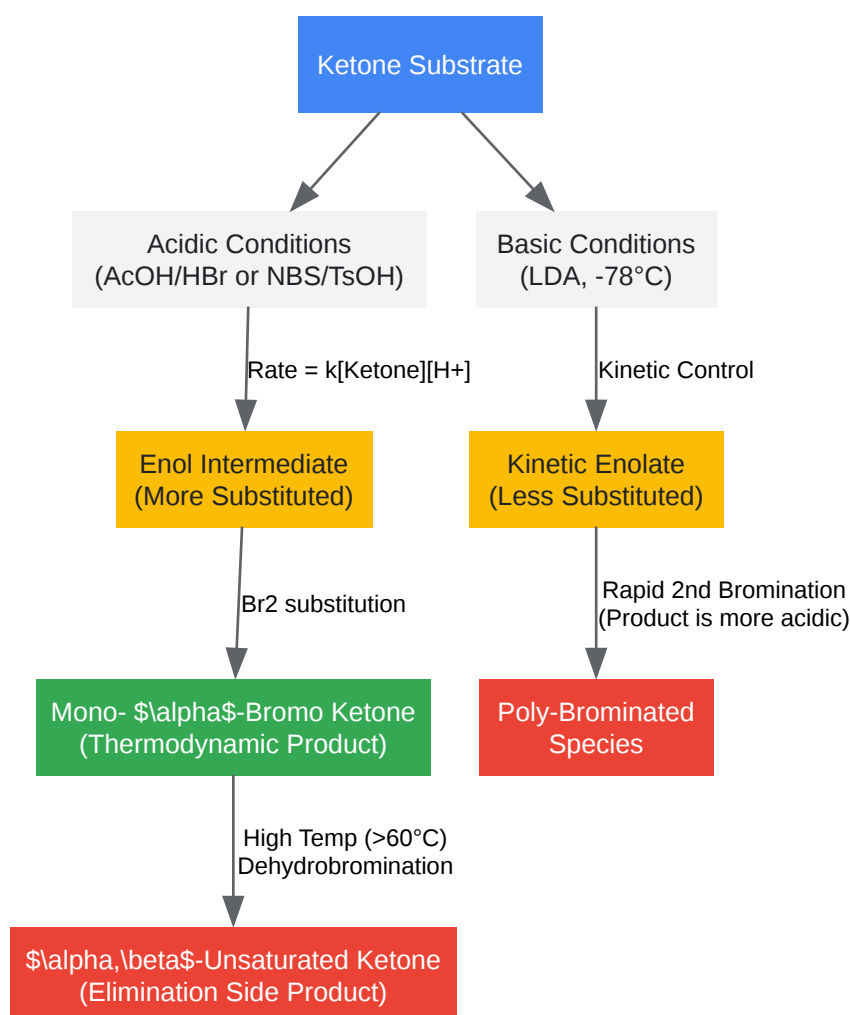 Ketone Substrate
Acidic Conditions
(AcOH/HBr or NBS/TsOH)
Basic Conditions
(LDA, -78°C)
Rate = k[Ketone][H+]
Kinetic Control
Enol Intermediate
(More Substituted)
Kinetic Enolate
(Less Substituted)
Br2 substitution
Rapid 2nd Bromination
(Product is more acidic)
Mono- $\alpha$-Bromo Ketone
(Thermodynamic Product)
Poly-Brominated
Species
High Temp (>60°C)
Dehydrobromination
$\alpha,\beta$-Unsaturated Ketone
(Elimination Side Product)